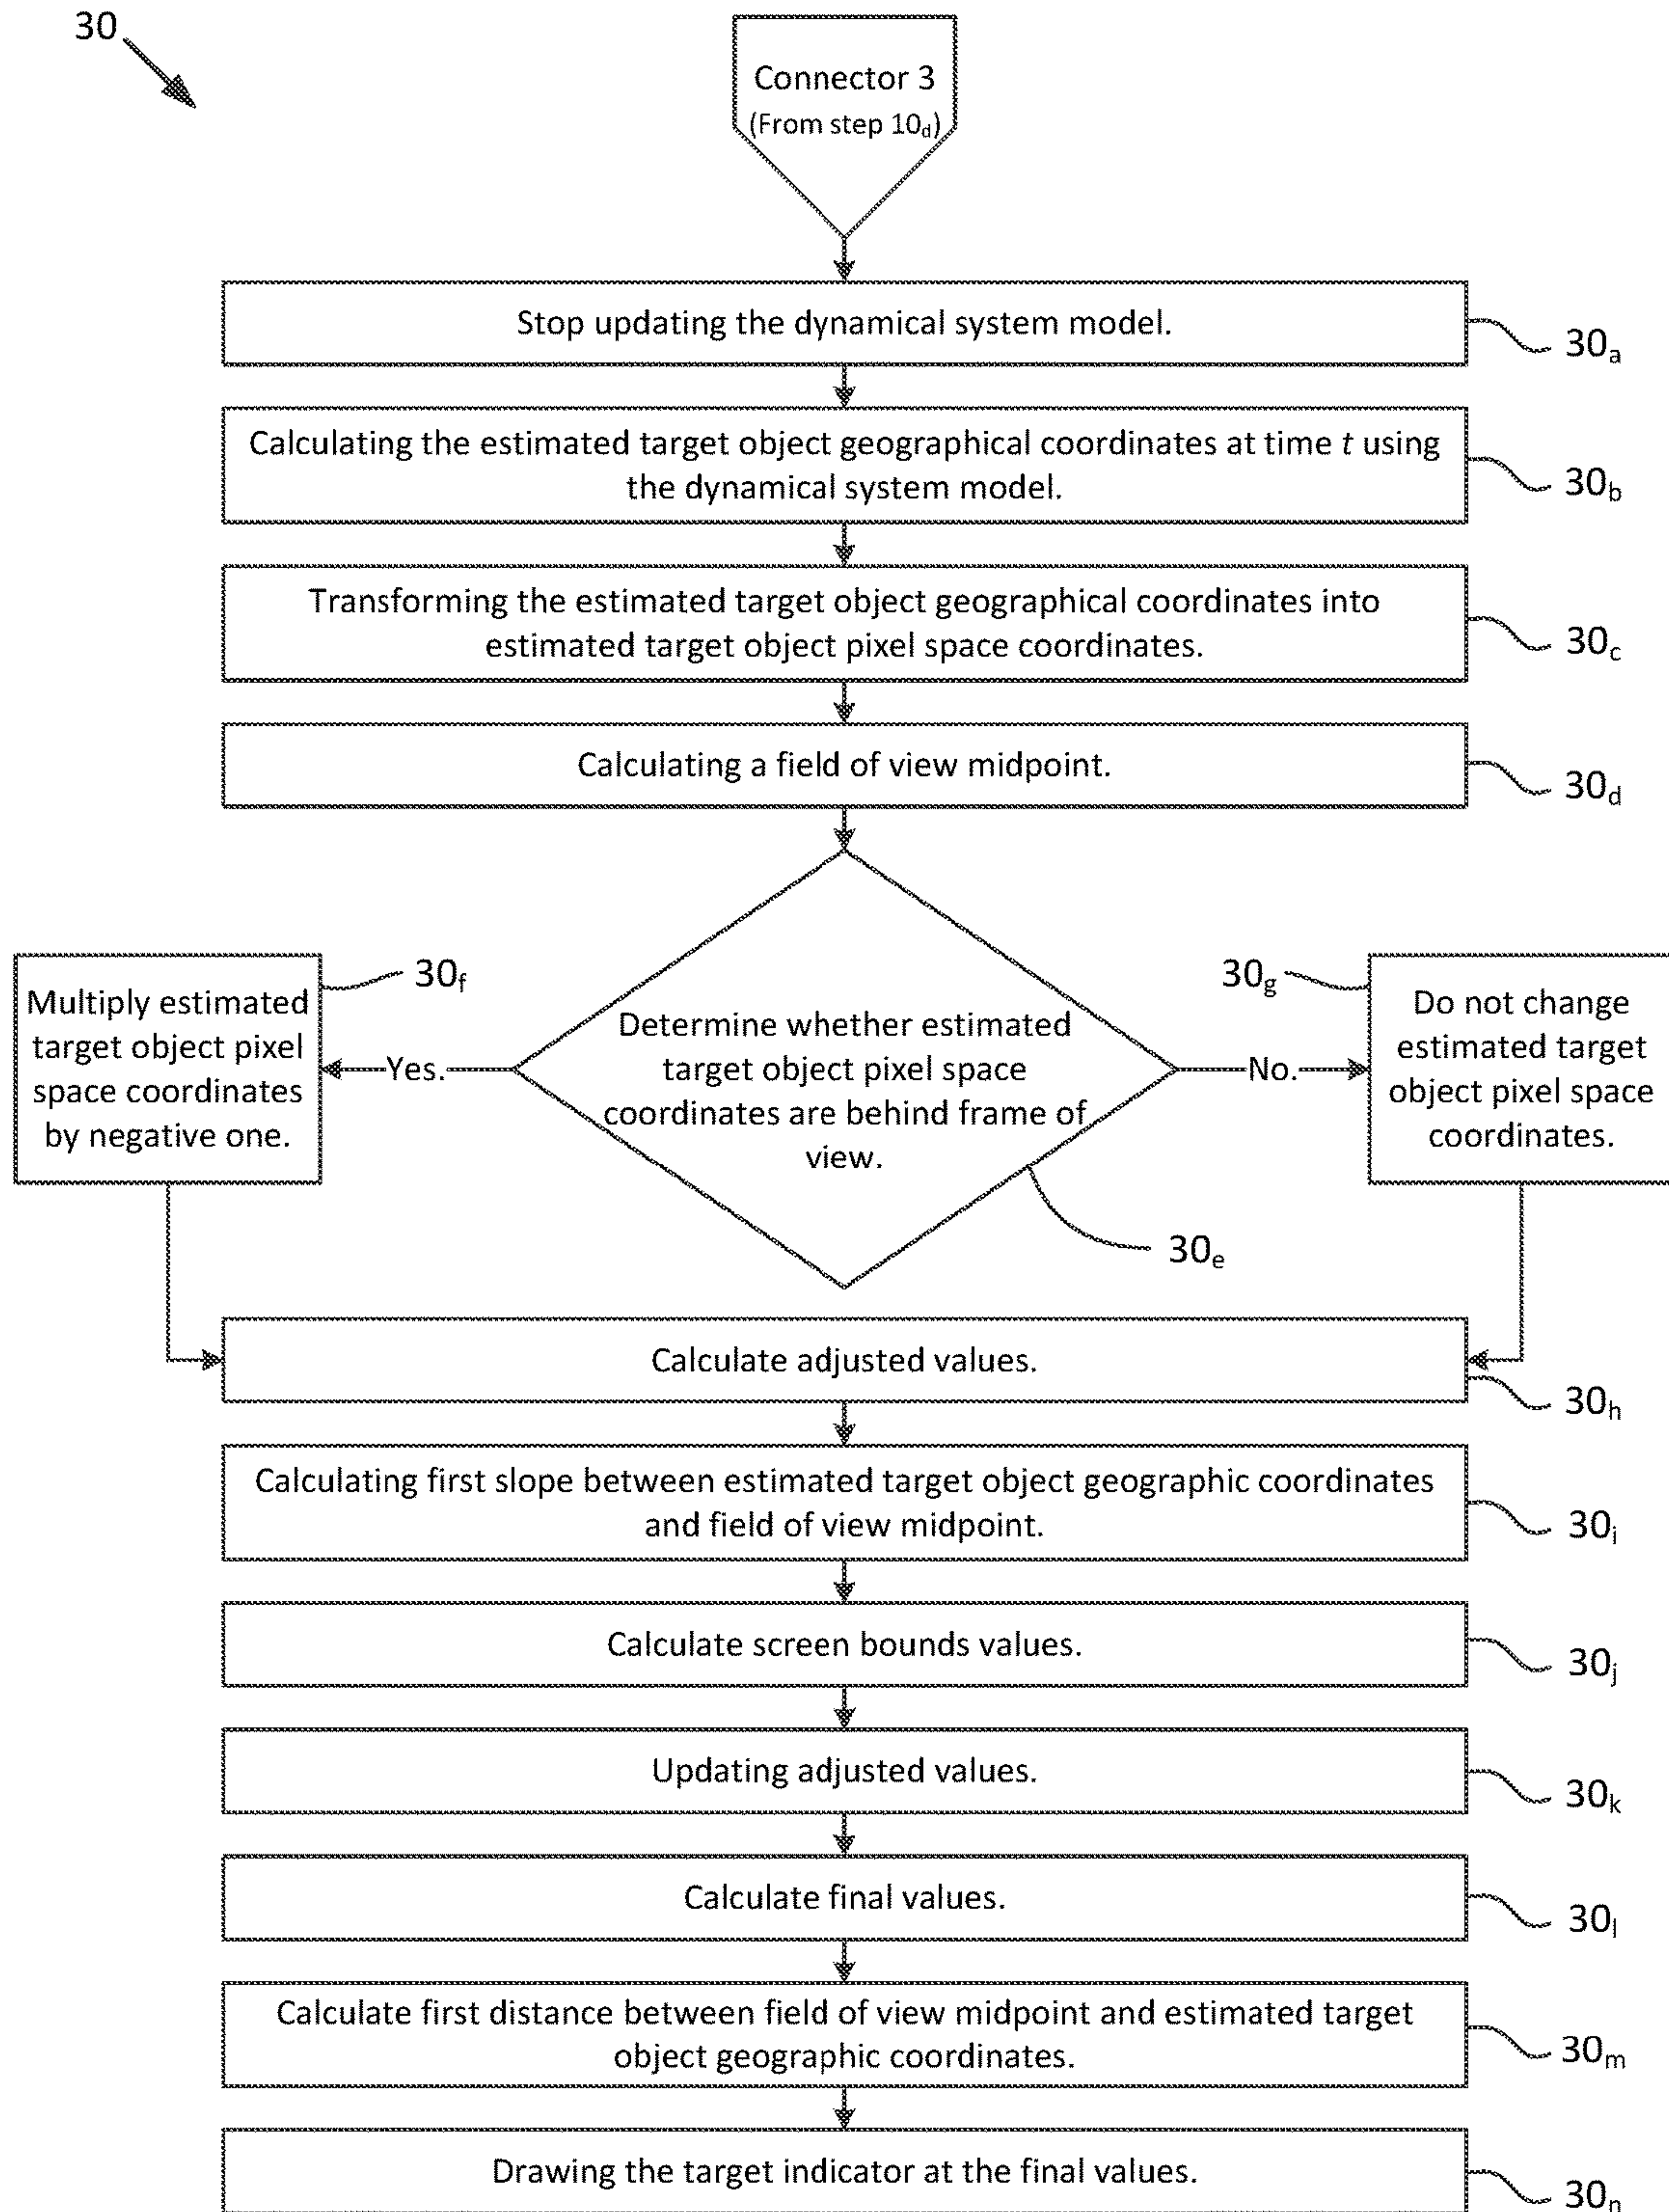 30
Connector 3
(From step 10d)
Stop updating the dynamical system model.
30a
Calculating the estimated target object geographical coordinates at time t using
the dynamical system model.
30b
Transforming the estimated target object geographical coordinates into
estimated target object pixel space coordinates.
30c
Calculating a field of view midpoint.
30d
30f
Multiply estimated
target object pixel
space coordinates
by negative one.
Yes.
Determine whether estimated
target object pixel space
coordinates are behind frame of
view.
30e
No.
30g
Do not change
estimated target
object pixel space
coordinates.
Calculate adjusted values.
30h
Calculating first slope between estimated target object geographic coordinates
and field of view midpoint.
30i
Calculate screen bounds values.
30j
Updating adjusted values.
30k
Calculate final values.
30l
Calculate first distance between field of view midpoint and estimated target
object geographic coordinates.
30m
Drawing the target indicator at the final values.
30n